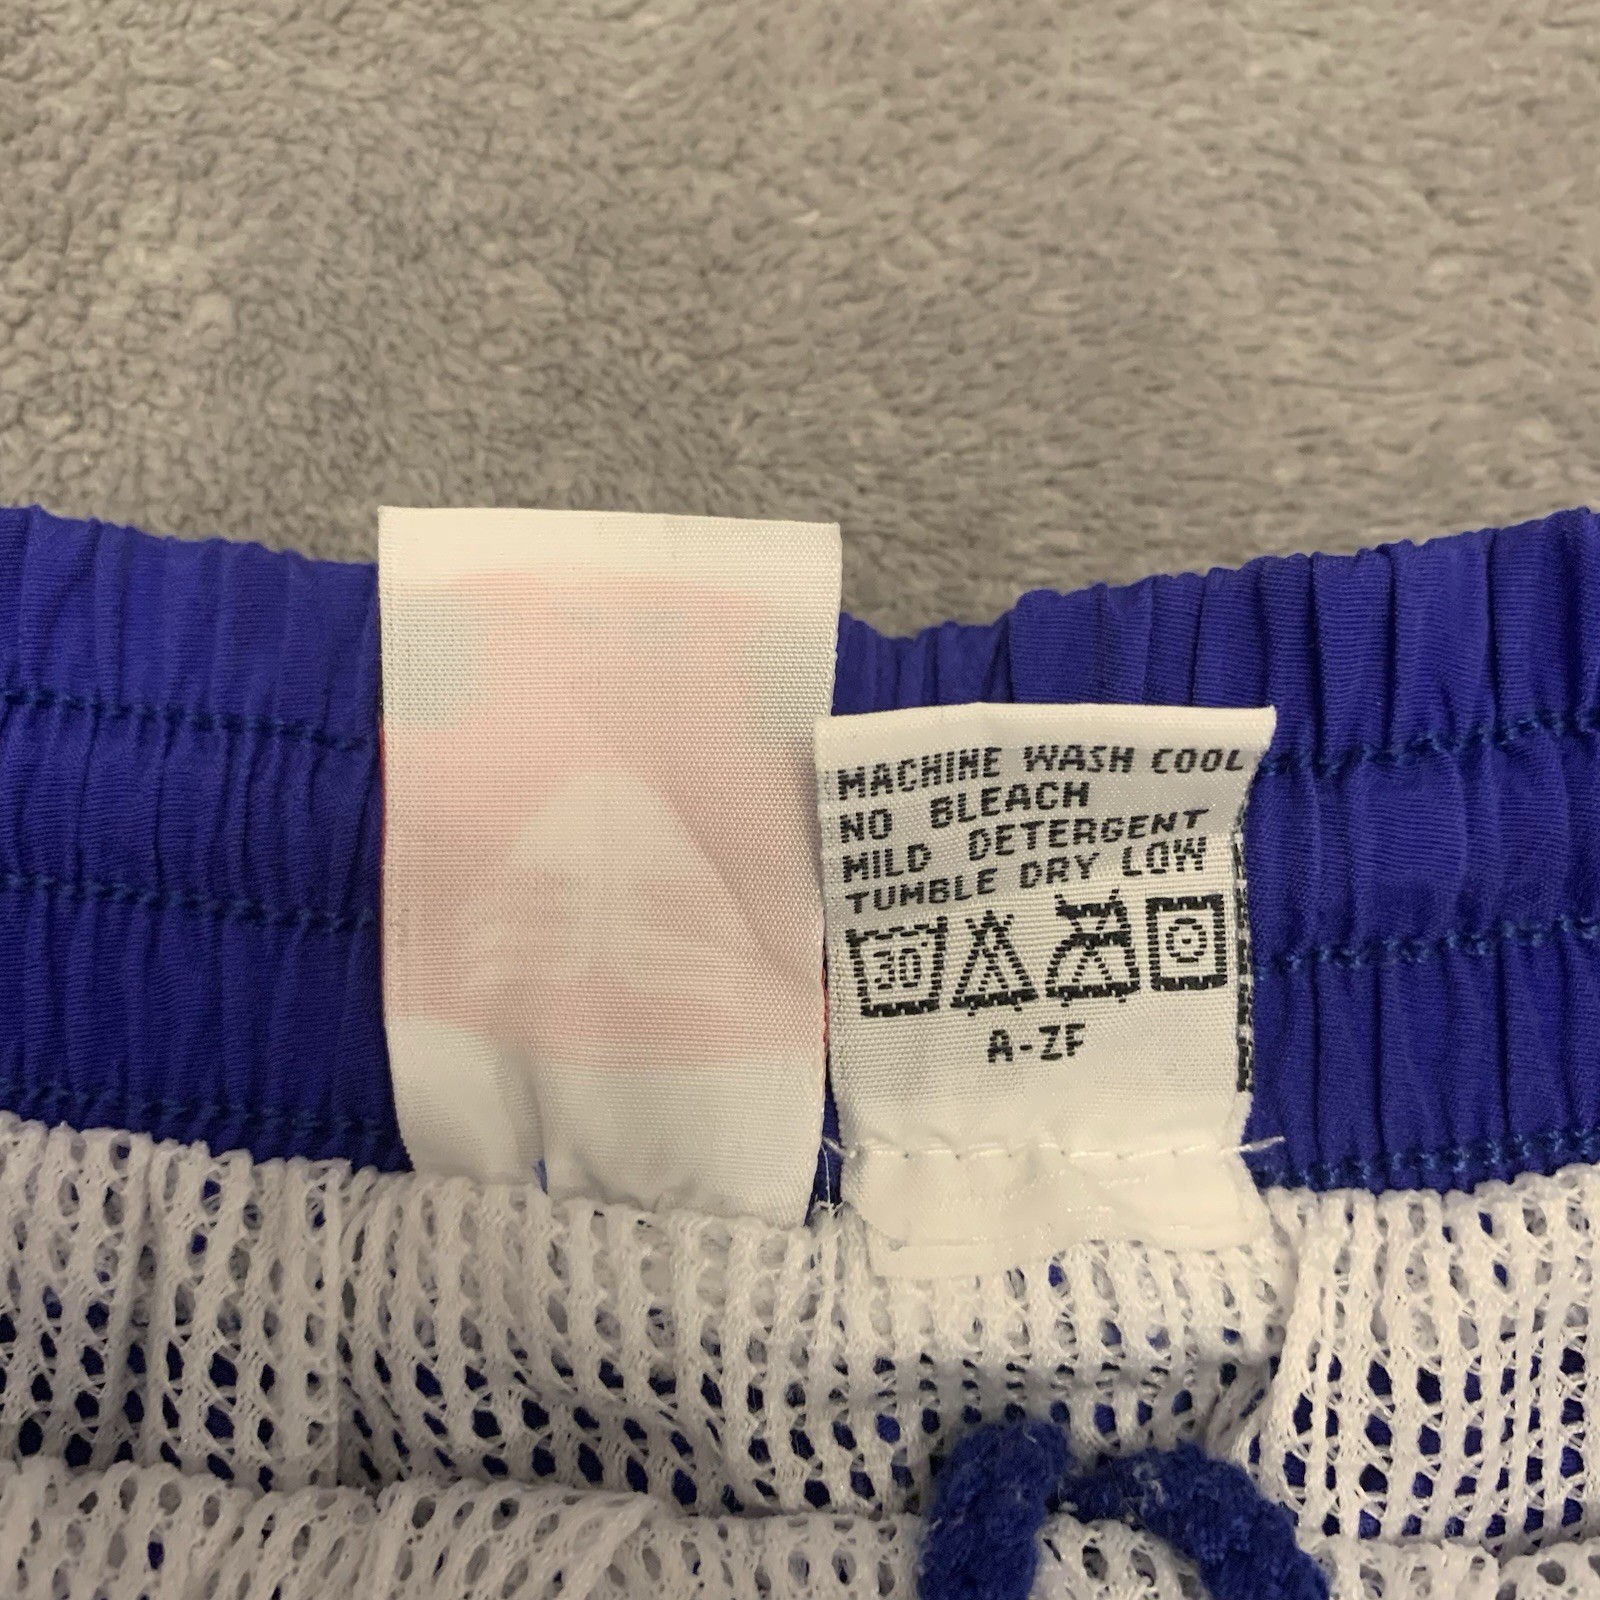 MACHINE WASH COOL
NO BLEACH
MILD DETERGENT
TUMBLE DRY LOW
30
A-ZF